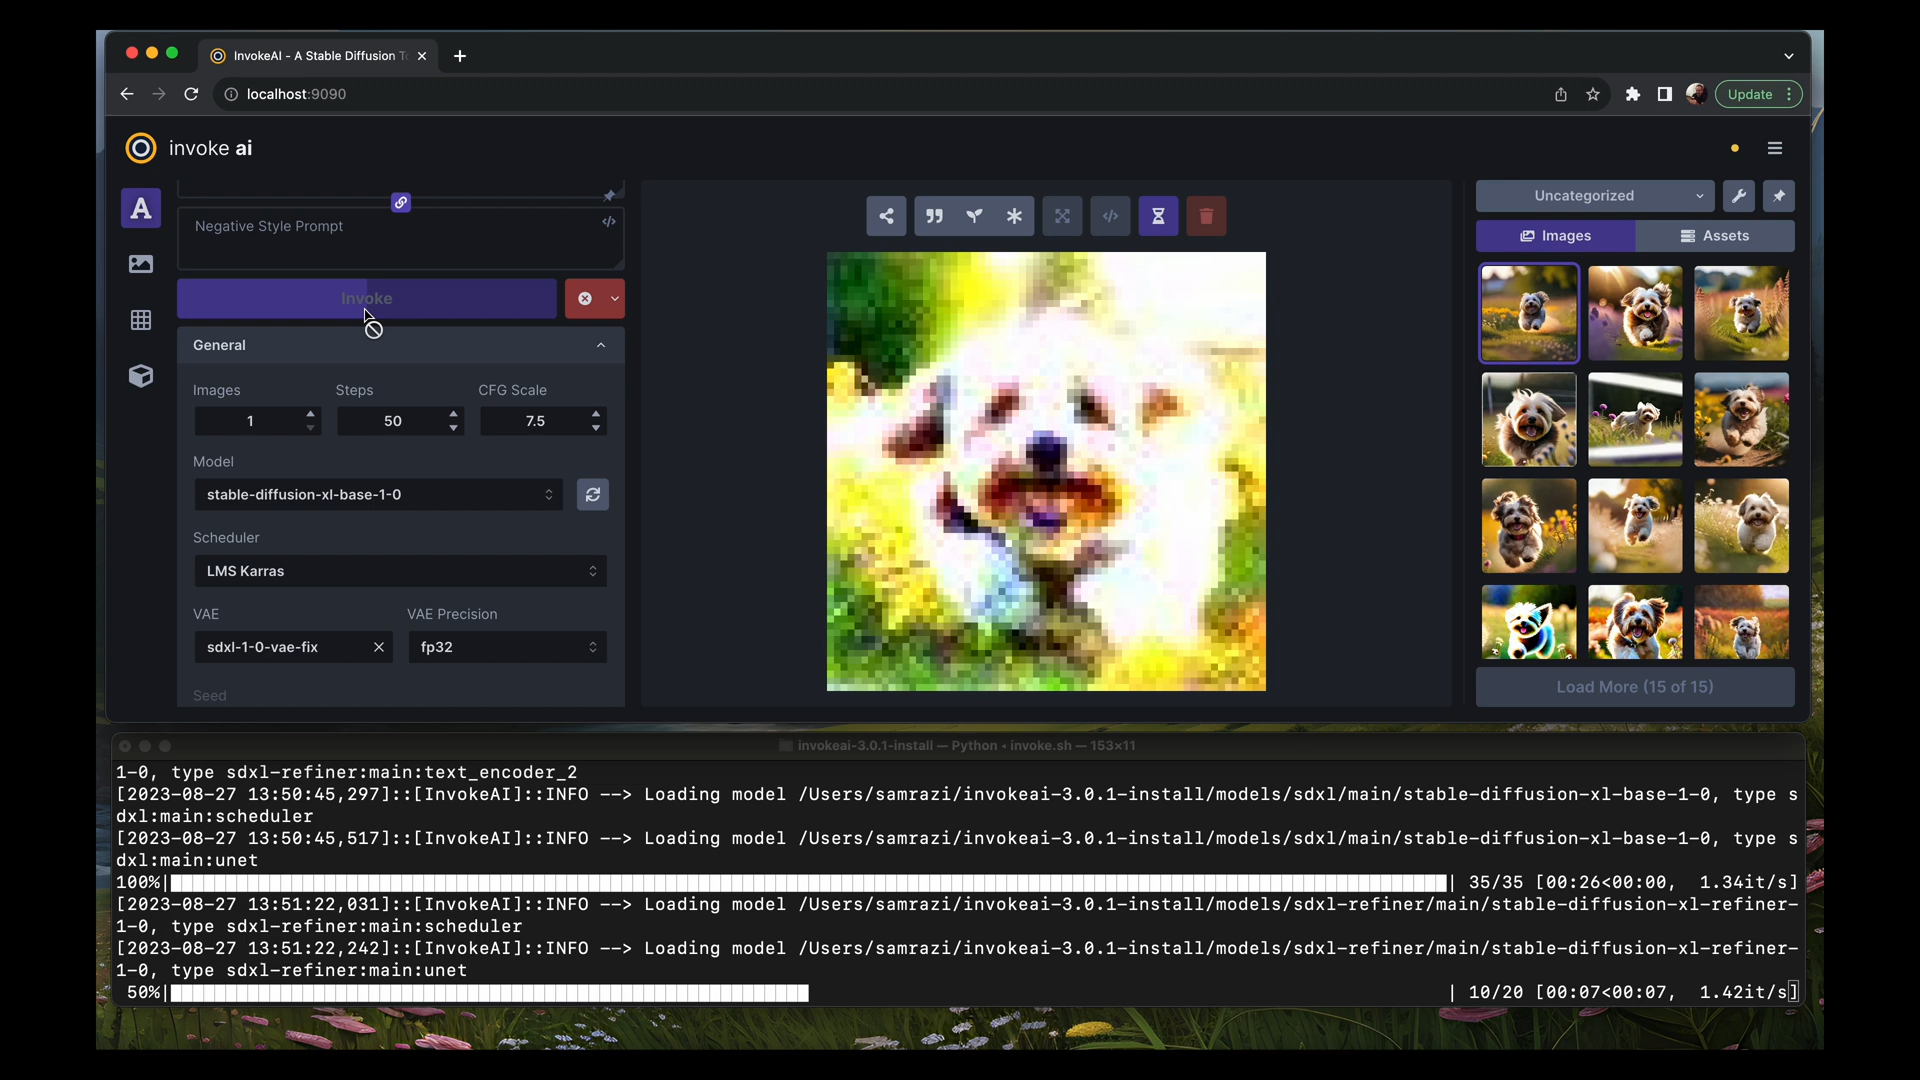 InvokeAI - A Stable Diffusion To
localhost:9090
Update
invoke ai
Negative Style Prompt
Invoke
General
Images
Steps
CFG Scale
1
50
7.5
Model
stable-diffusion-xl-base-1-0
Scheduler
LMS Karras
VAE
VAE Precision
sdxl-1-0-vae-fix
fp32
Seed
Uncategorized
Images
Assets
Load More (15 of 15)
invokeai-3.0.1-install — Python • invoke.sh — 153×11
1-0, type sdxl-refiner:main:text_encoder_2
[2023-08-27 13:50:45,297]::[InvokeAI]::INFO --> Loading model /Users/samrazi/invokeai-3.0.1-install/models/sdxl/main/stable-diffusion-xl-base-1-0, type s
dxl:main:scheduler
[2023-08-27 13:50:45,517]::[InvokeAI]::INFO --> Loading model /Users/samrazi/invokeai-3.0.1-install/models/sdxl/main/stable-diffusion-xl-base-1-0, type s
dxl:main:unet
100%| | 35/35 [00:26<00:00, 1.34it/s]
[2023-08-27 13:51:22,031]::[InvokeAI]::INFO --> Loading model /Users/samrazi/invokeai-3.0.1-install/models/sdxl-refiner/main/stable-diffusion-xl-refiner-
1-0, type sdxl-refiner:main:scheduler
[2023-08-27 13:51:22,242]::[InvokeAI]::INFO --> Loading model /Users/samrazi/invokeai-3.0.1-install/models/sdxl-refiner/main/stable-diffusion-xl-refiner-
1-0, type sdxl-refiner:main:unet
50%| | 10/20 [00:07<00:07, 1.42it/s]